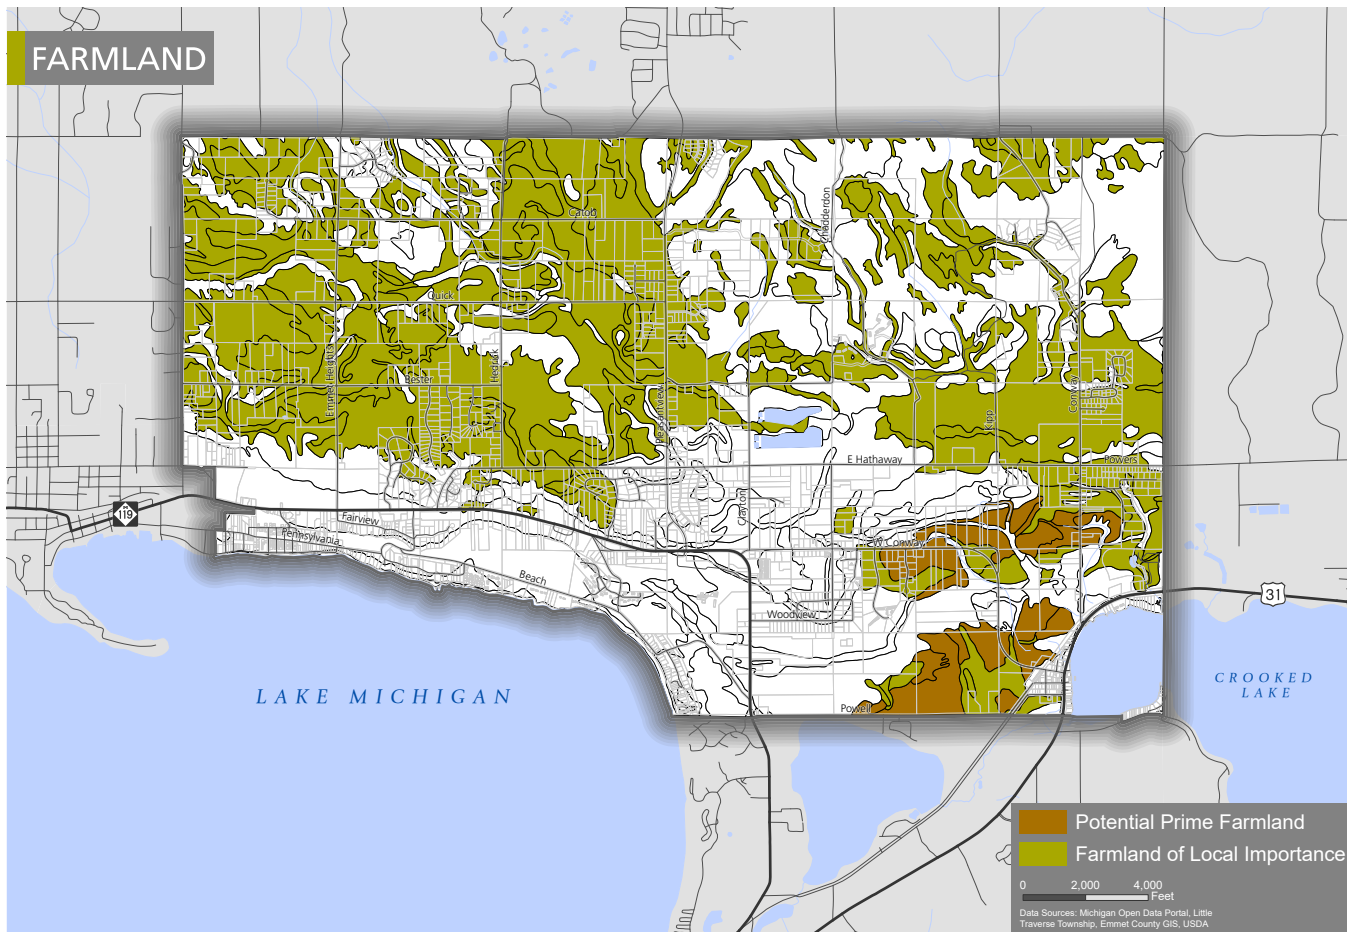 FARMLAND
Catob
Chadderdon
Quick
Emmet Heights
Hedrick
Bester
Pleasantview
Kipp
Conway
E Hathaway
Powers
Clayton
119
Fairview
Pennsylvania
W Conway
Beach
Woodview
31
LAKE MICHIGAN
CROOKED
LAKE
Powell
Potential Prime Farmland
Farmland of Local Importance
0 2,000 4,000
Feet
Data Sources: Michigan Open Data Portal, Little
Traverse Township, Emmet County GIS, USDA